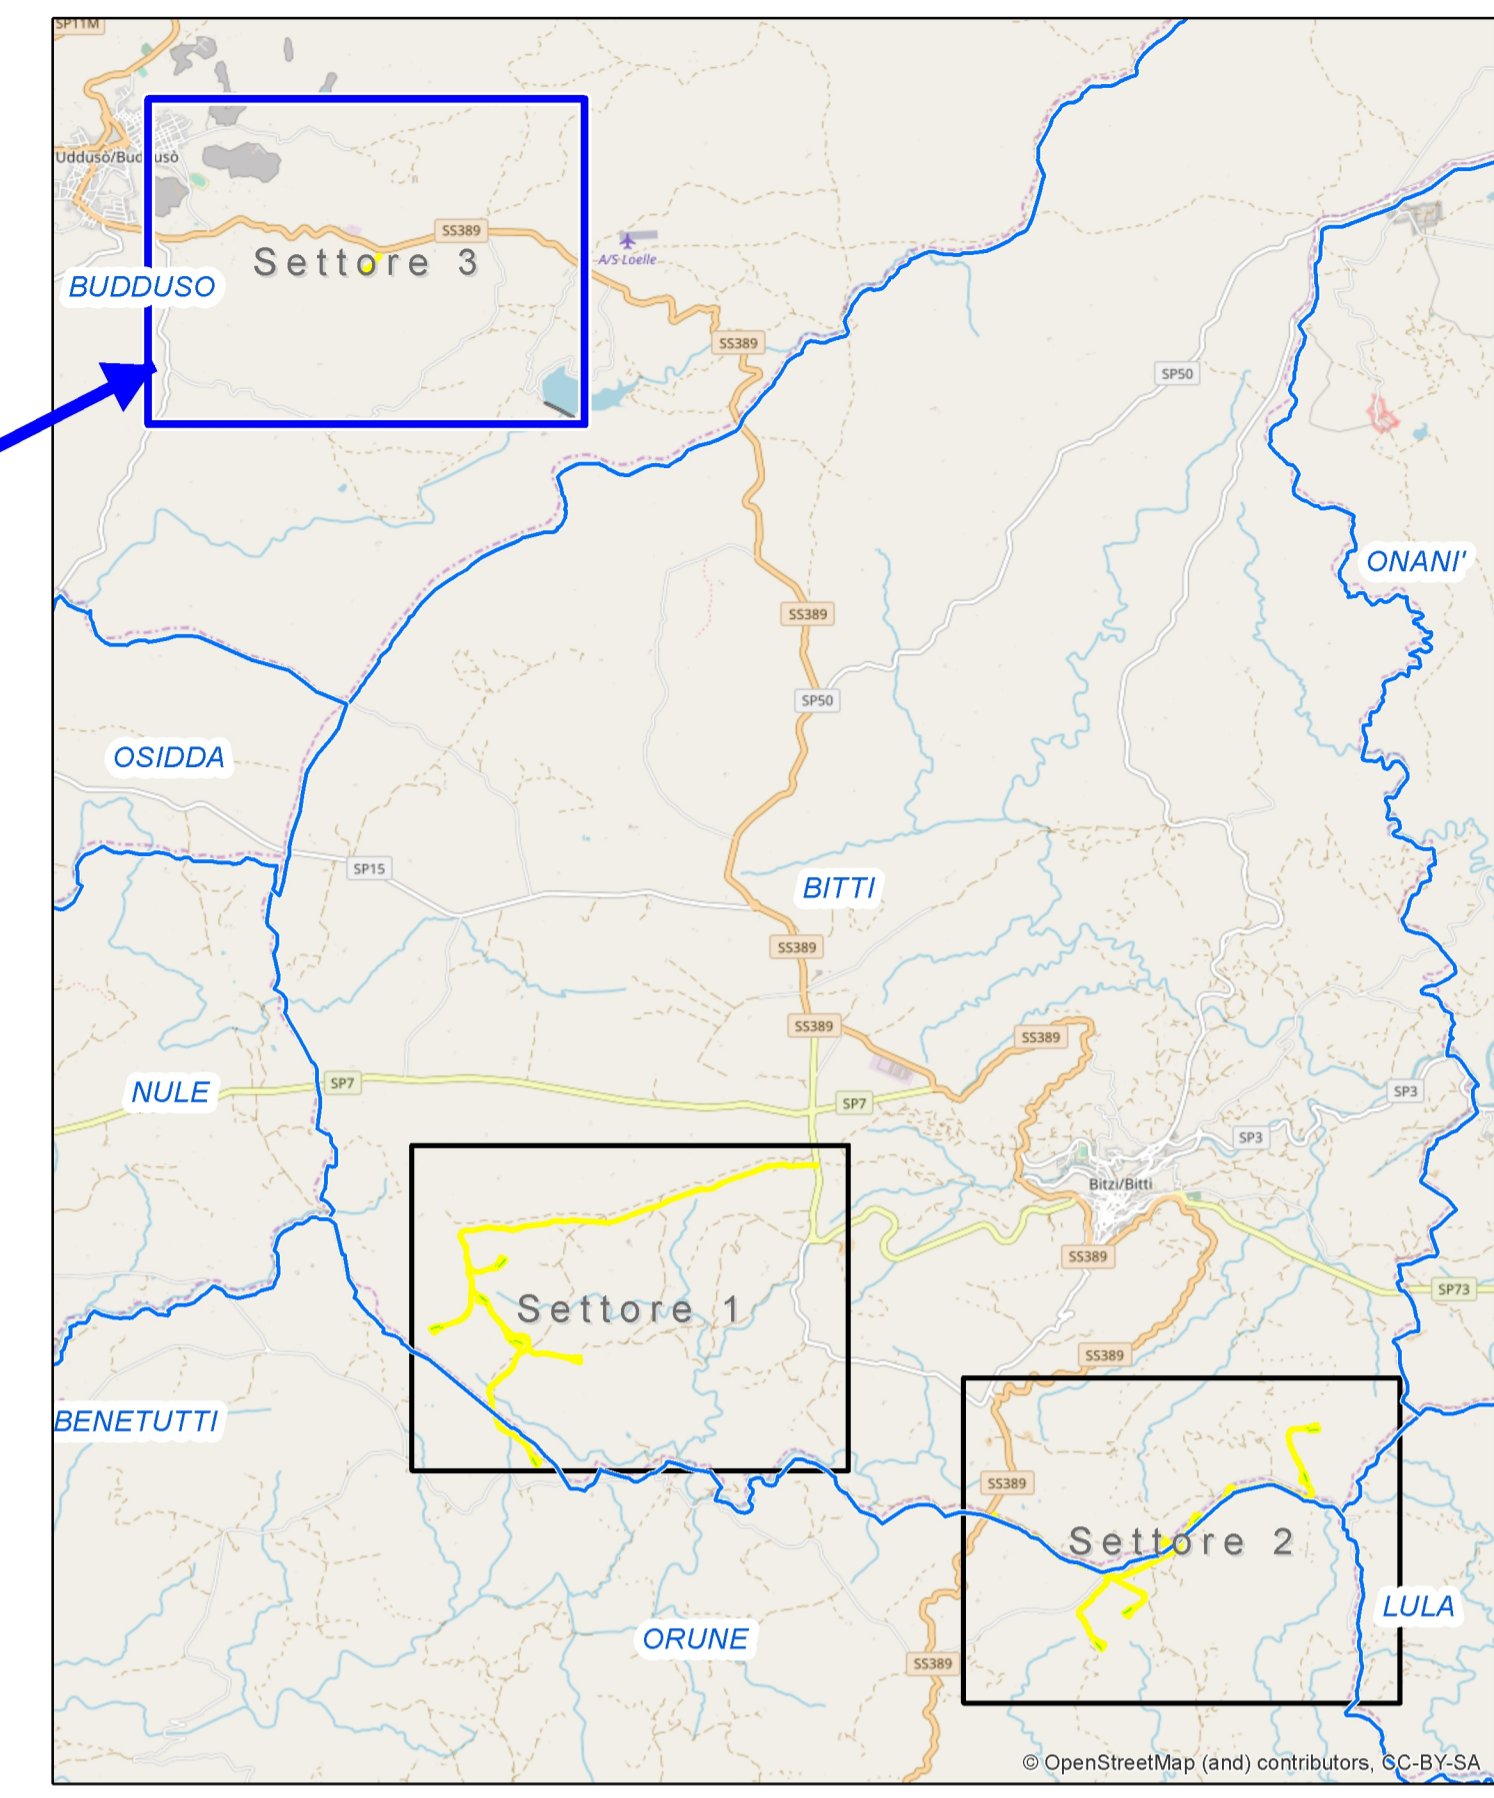 SP11M
Uddusò/Buddusò
SS389
Settore 3
A/S Loelle
BUDDUSO
SS389
SP50
ONANI'
SS389
SP50
OSIDDA
SP15
BITTI
SS389
SS389
SS389
NULE
SP7
SP7
SP3
SP3
Bitzi/Bitti
SS389
SP73
Settore 1
SS389
BENETUTTI
SS389
Settore 2
LULA
ORUNE
SS389
© OpenStreetMap (and) contributors, CC-BY-SA